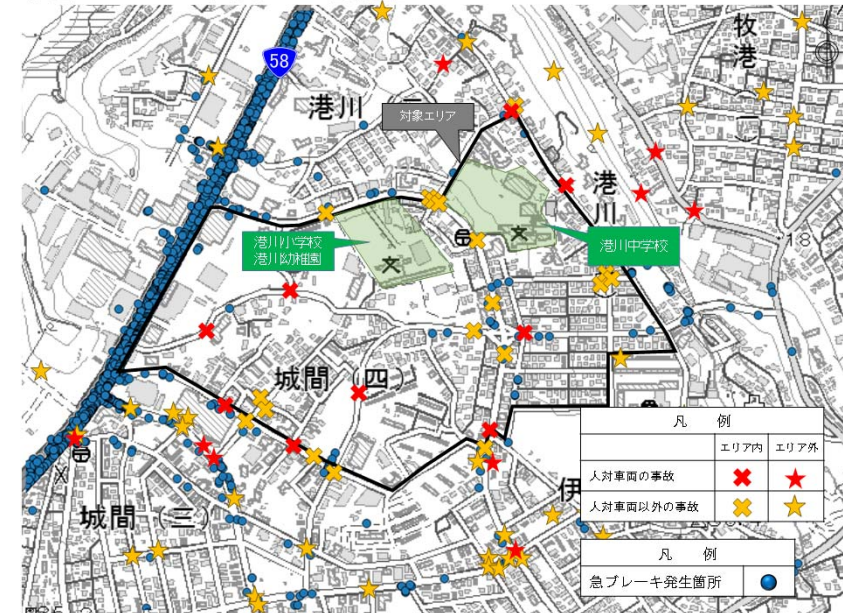 58
牧港
港川
対象エリア
港川
18
港川小学校
港川幼稚園
文
文
港川中学校
城間（四）
城間（三）
伊
凡 例
エリア内
エリア外
人対車両の事故
人対車両以外の事故
凡 例
急ブレーキ発生箇所